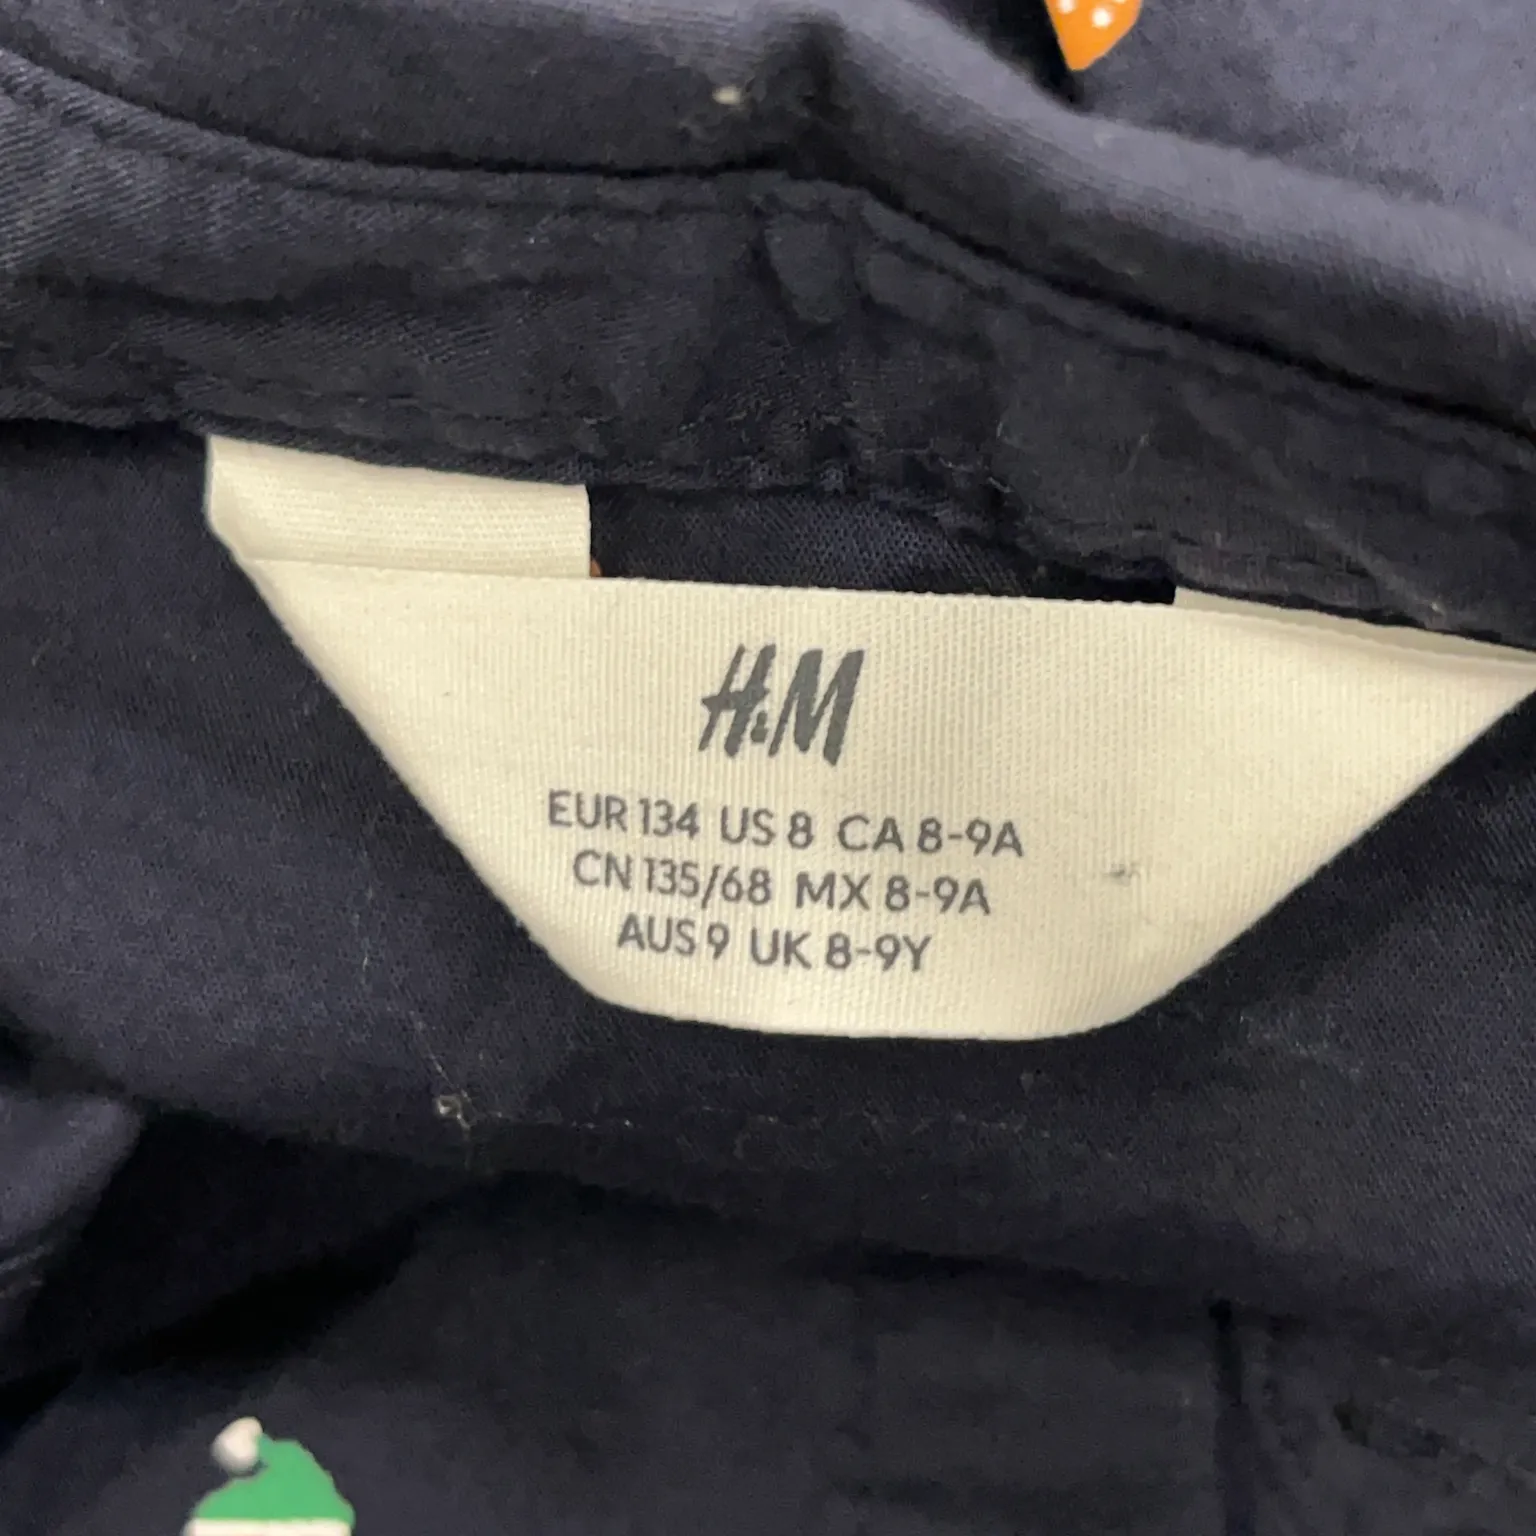 H&M
EUR 134 US 8 CA 8-9A
CN 135/68 MX 8-9A
AUS 9 UK 8-9Y